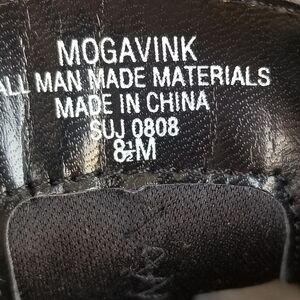 MOGAVINK
ALL MAN MADE MATERIALS
MADE IN CHINA
SUJ 0808
8½M